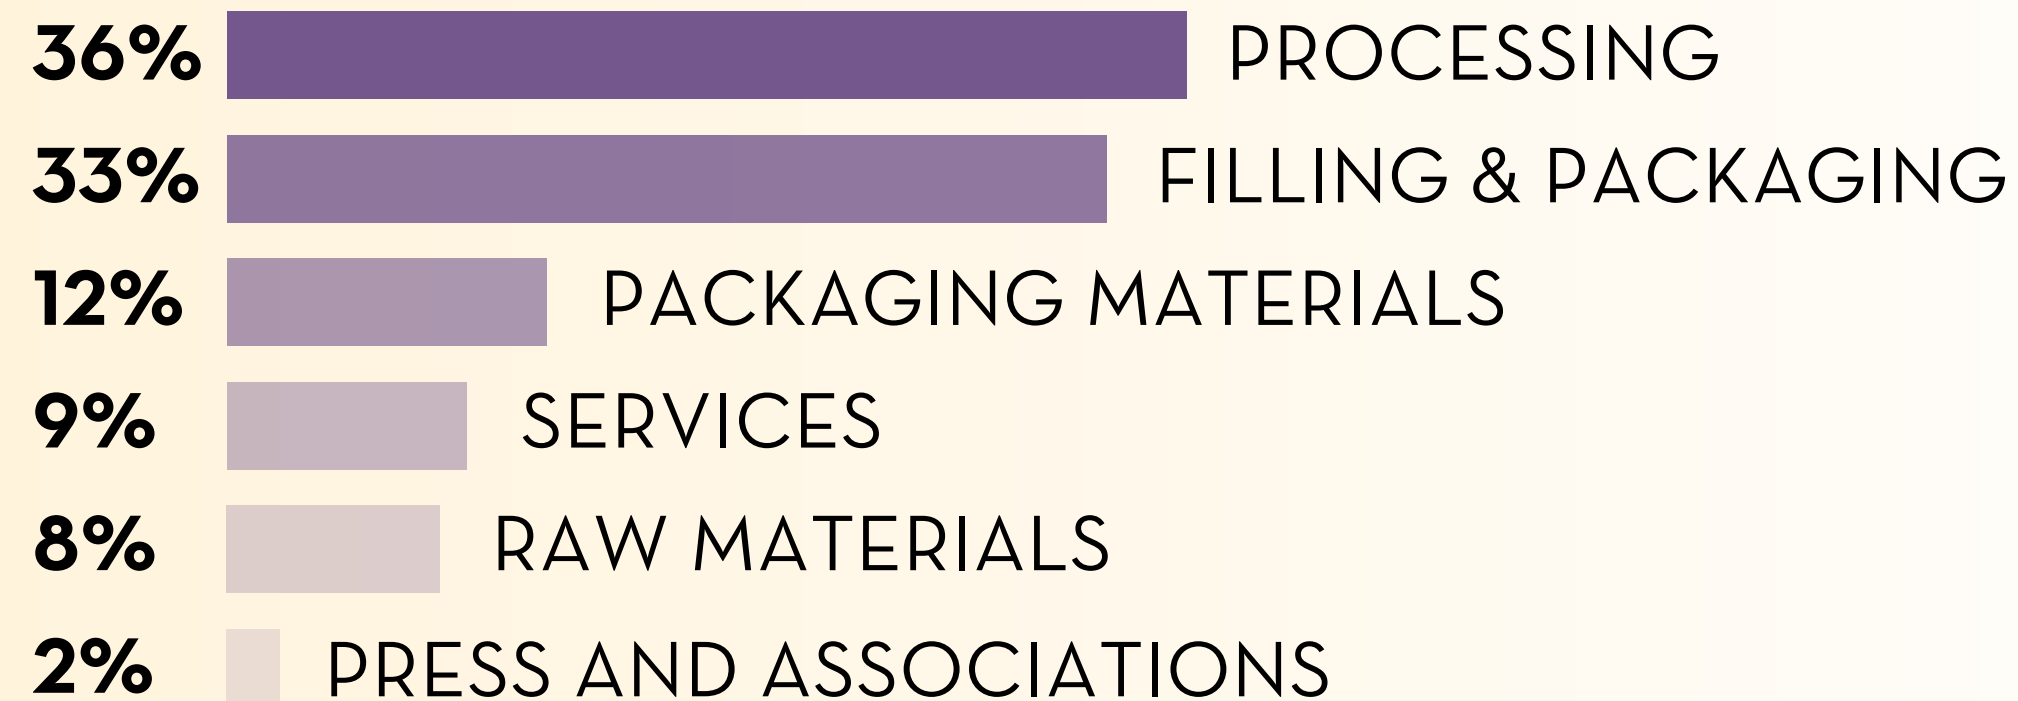 36% PROCESSING
33% FILLING & PACKAGING
12% PACKAGING MATERIALS
9% SERVICES
8% RAW MATERIALS
2% PRESS AND ASSOCIATIONS